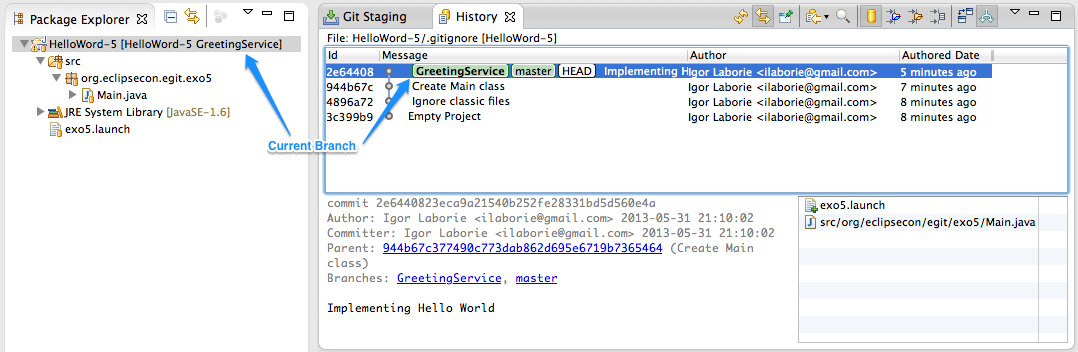 Package Explorer
HelloWord-5 [HelloWord-5 GreetingService]
src
org.eclipsecon.egit.exo5
Main.java
JRE System Library [JavaSE-1.6]
exo5.launch
Current Branch
Git Staging
History
File: HelloWord-5/.gitignore [HelloWord-5]
Id Message Author Authored Date
2e64408 GreetingService master HEAD Implementing H Igor Laborie <ilaborie@gmail.com> 5 minutes ago
944b67c Create Main class Igor Laborie <ilaborie@gmail.com> 7 minutes ago
4896a72 Ignore classic files Igor Laborie <ilaborie@gmail.com> 8 minutes ago
3c399b9 Empty Project Igor Laborie <ilaborie@gmail.com> 8 minutes ago
commit 2e6440823eca9a21540b252fe28331bd5d560e4a
Author: Igor Laborie <ilaborie@gmail.com> 2013-05-31 21:10:02
Committer: Igor Laborie <ilaborie@gmail.com> 2013-05-31 21:10:02
Parent: 944b67c377490c773dab862d695e6719b7365464 (Create Main
class)
Branches: GreetingService, master
Implementing Hello World
exo5.launch
src/org/eclipsecon/egit/exo5/Main.java